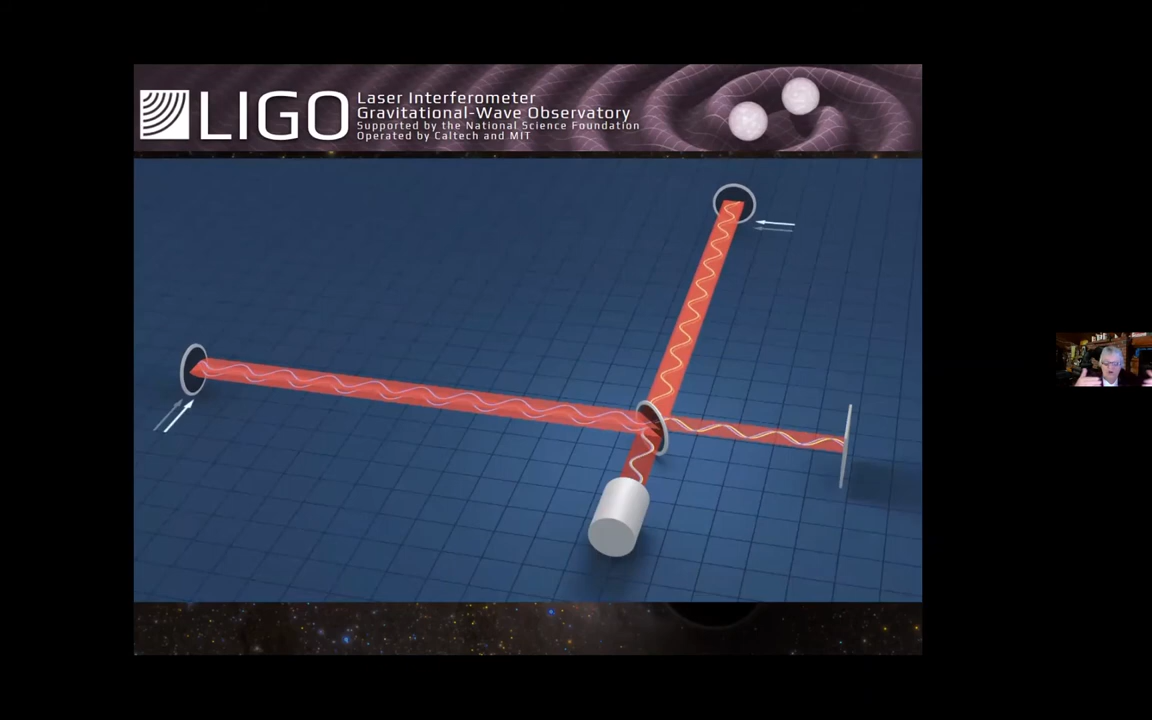 LIGO
Laser Interferometer
Gravitational-Wave Observatory
Supported by the National Science Foundation
Operated by Caltech and MIT